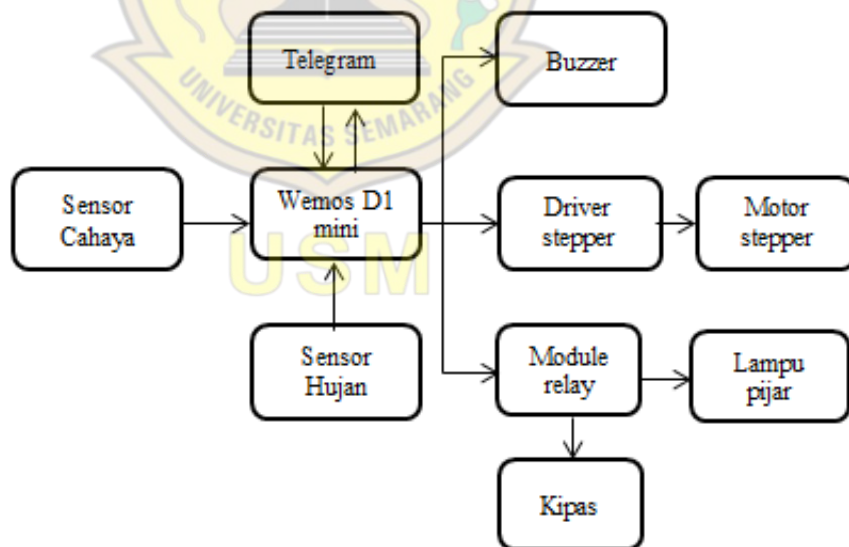 Telegram
Buzzer
UNIVERSITAS SEMARANG
Sensor
Cahaya
Wemos D1
mini
Driver
stepper
Motor
stepper
USM
Sensor
Hujan
Module
relay
Lampu
pijar
Kipas